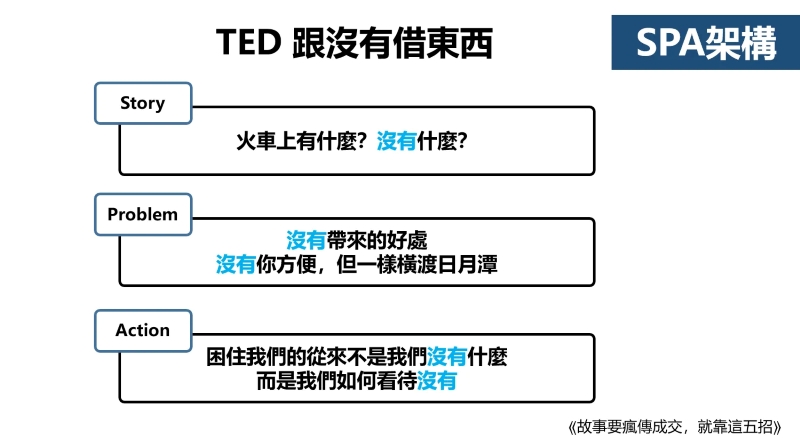 TED 跟沒有借東西
SPA架構
Story
火車上有什麼？沒有什麼？
Problem
沒有帶來的好處
沒有你方便，但一樣橫渡日月潭
Action
困住我們的從來不是我們沒有什麼
而是我們如何看待沒有
《故事要瘋傳成交，就靠這五招》